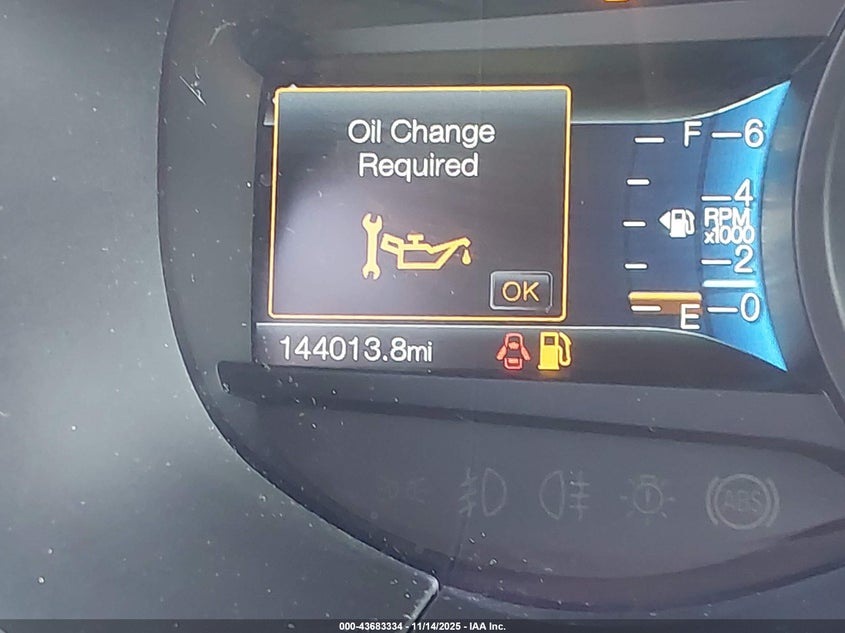 Oil Change
Required
OK
F
6
4
RPM
x1000
2
E
0
144013.8mi
ABS
000-43683334 - 11/14/2025 - IAA Inc.